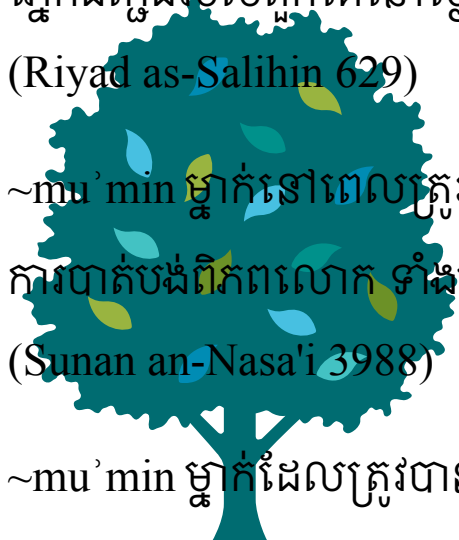 (Riyad as-Salihin 629)
~muʾmin ម្នាក់នៅពេលត្រូវ
ការបាត់បង់ពិភពលោក ទាំង
(Sunan an-Nasa'i 3988)
~muʾmin ម្នាក់ដែលត្រូវបាន